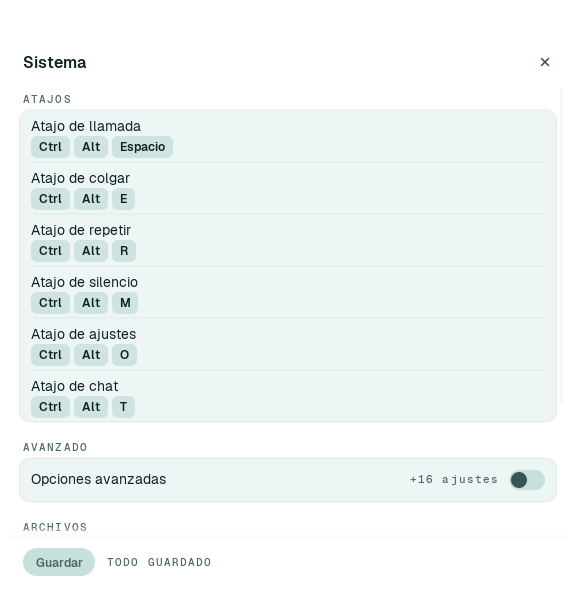 Sistema
ATAJOS
Atajo de llamada
Ctrl Alt Espacio
Atajo de colgar
Ctrl Alt E
Atajo de repetir
Ctrl Alt R
Atajo de silencio
Ctrl Alt M
Atajo de ajustes
Ctrl Alt O
Atajo de chat
Ctrl Alt T
AVANZADO
Opciones avanzadas +16 ajustes
ARCHIVOS
Guardar TODO GUARDADO